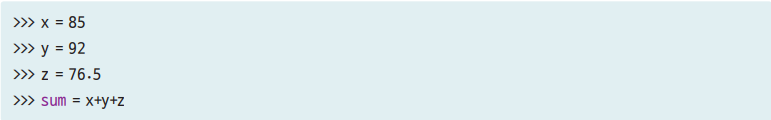 >>> x = 85
>>> y = 92
>>> z = 76.5
>>> sum = x+y+z